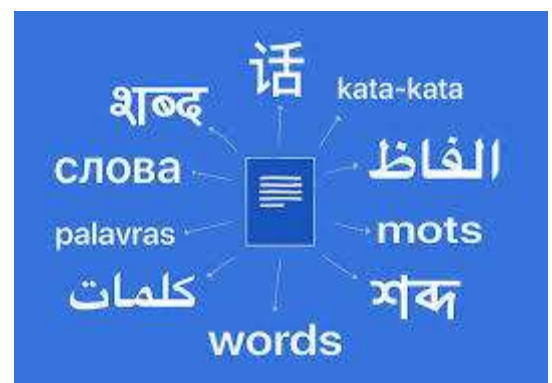 话
kata-kata
शब्द
الفاظ
слова
mots
palavras
كلمات
শব্দ
words